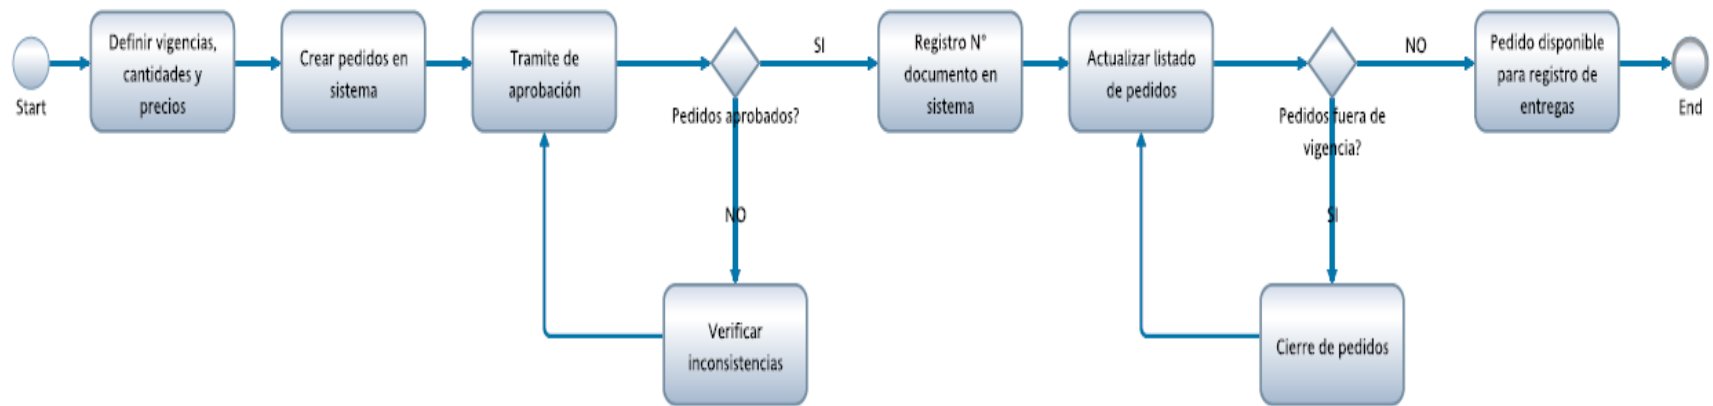 Start
Definir vigencias,
cantidades y
precios
Crear pedidos en
sistema
Tramite de
aprobación
Pedidos aprobados?
SI
NO
Verificar
inconsistencias
Registro N°
documento en
sistema
Actualizar listado
de pedidos
Pedidos fuera de
vigencia?
NO
SI
Cierre de pedidos
Pedido disponible
para registro de
entregas
End